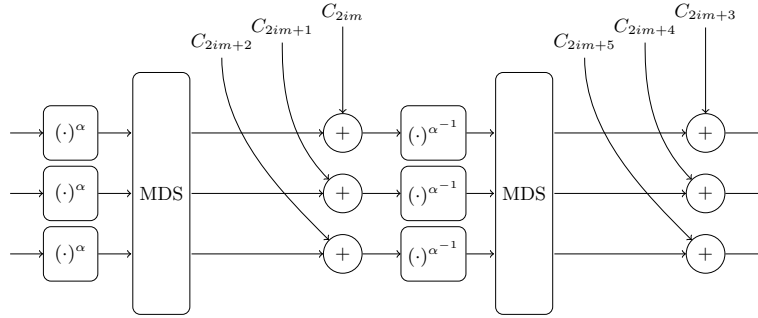 C_{2im} C_{2im+3}
C_{2im+1} C_{2im+4}
C_{2im+2} C_{2im+5}
(·)^α + (·)^{α^{-1}} +
(·)^α MDS + (·)^{α^{-1}} MDS +
(·)^α + (·)^{α^{-1}} +